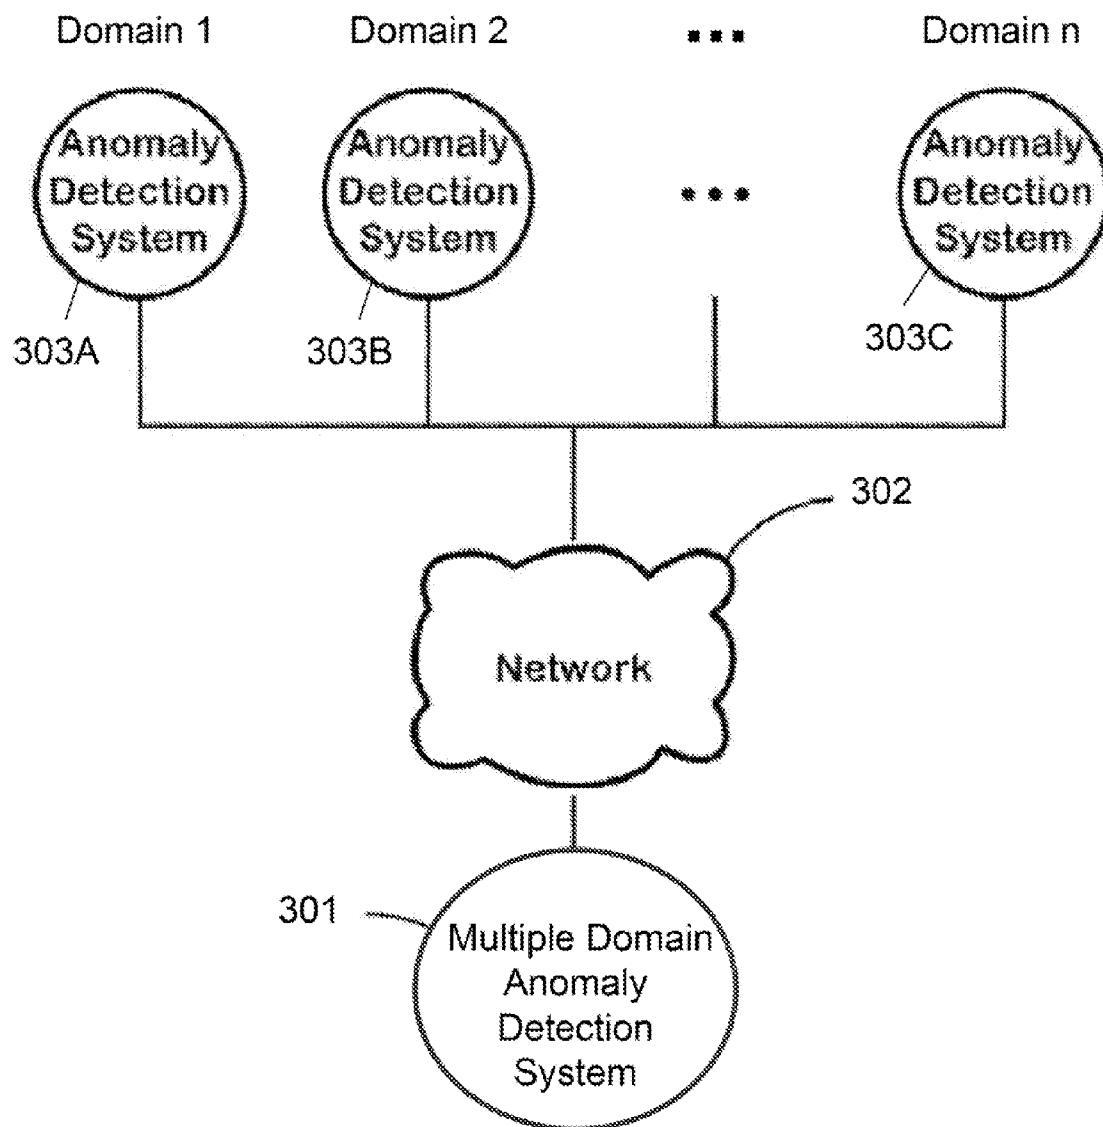 Domain 1
Domain 2
...
Domain n
Anomaly
Detection
System
Anomaly
Detection
System
...
Anomaly
Detection
System
303A
303B
303C
302
Network
301
Multiple Domain
Anomaly
Detection
System